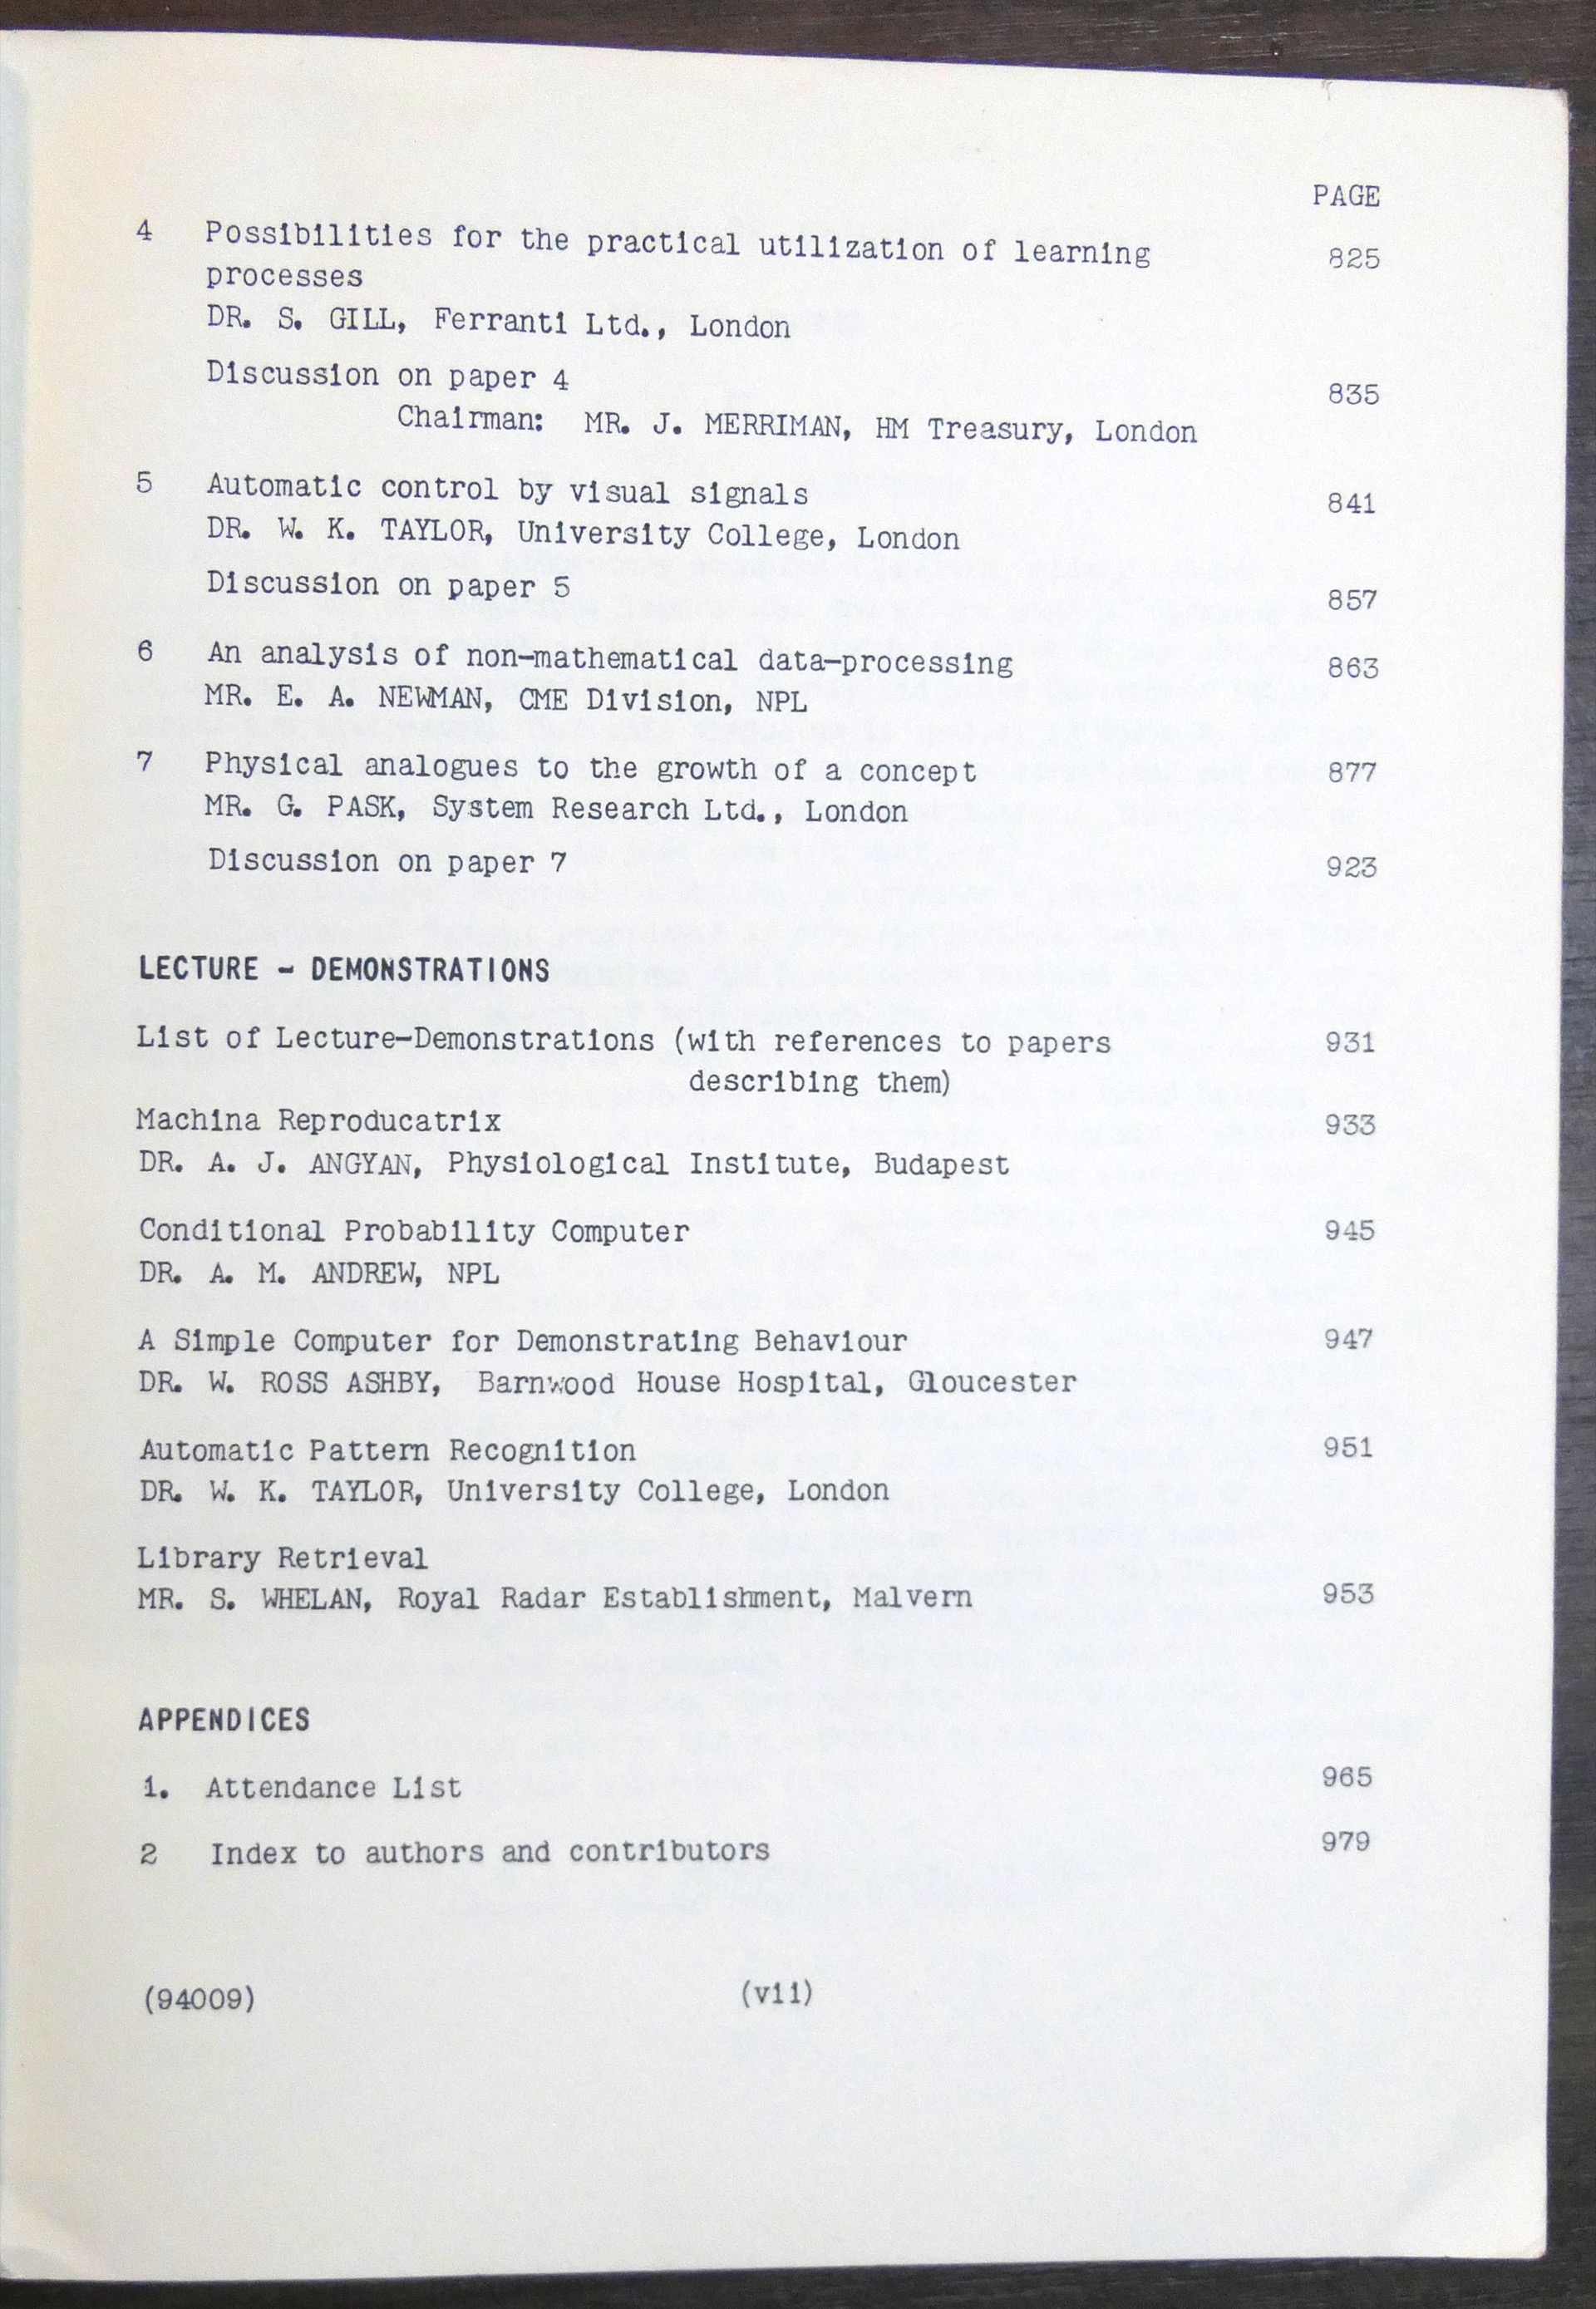 PAGE
4 Possibilities for the practical utilization of learning 825
processes
DR. S. GILL, Ferranti Ltd., London
Discussion on paper 4 835
Chairman: MR. J. MERRIMAN, HM Treasury, London
5 Automatic control by visual signals 841
DR. W. K. TAYLOR, University College, London
Discussion on paper 5 857
6 An analysis of non-mathematical data-processing 863
MR. E. A. NEWMAN, CME Division, NPL
7 Physical analogues to the growth of a concept 877
MR. G. PASK, System Research Ltd., London
Discussion on paper 7 923
LECTURE - DEMONSTRATIONS
List of Lecture-Demonstrations (with references to papers 931
describing them)
Machina Reproducatrix 933
DR. A. J. ANGYAN, Physiological Institute, Budapest
Conditional Probability Computer 945
DR. A. M. ANDREW, NPL
A Simple Computer for Demonstrating Behaviour 947
DR. W. ROSS ASHBY, Barnwood House Hospital, Gloucester
Automatic Pattern Recognition 951
DR. W. K. TAYLOR, University College, London
Library Retrieval
MR. S. WHELAN, Royal Radar Establishment, Malvern 953
APPENDICES
1. Attendance List 965
2 Index to authors and contributors 979
(94009) (vii)